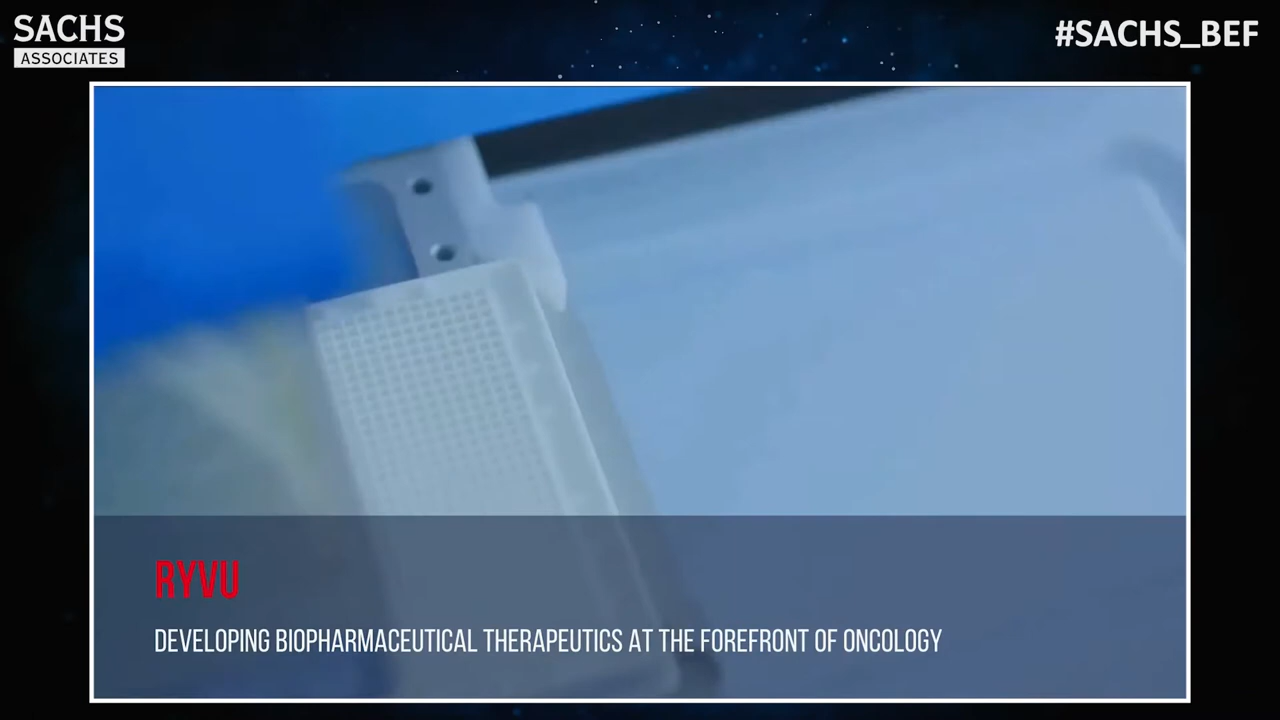 SACHS
ASSOCIATES
#SACHS_BEF
RYVU
DEVELOPING BIOPHARMACEUTICAL THERAPEUTICS AT THE FOREFRONT OF ONCOLOGY